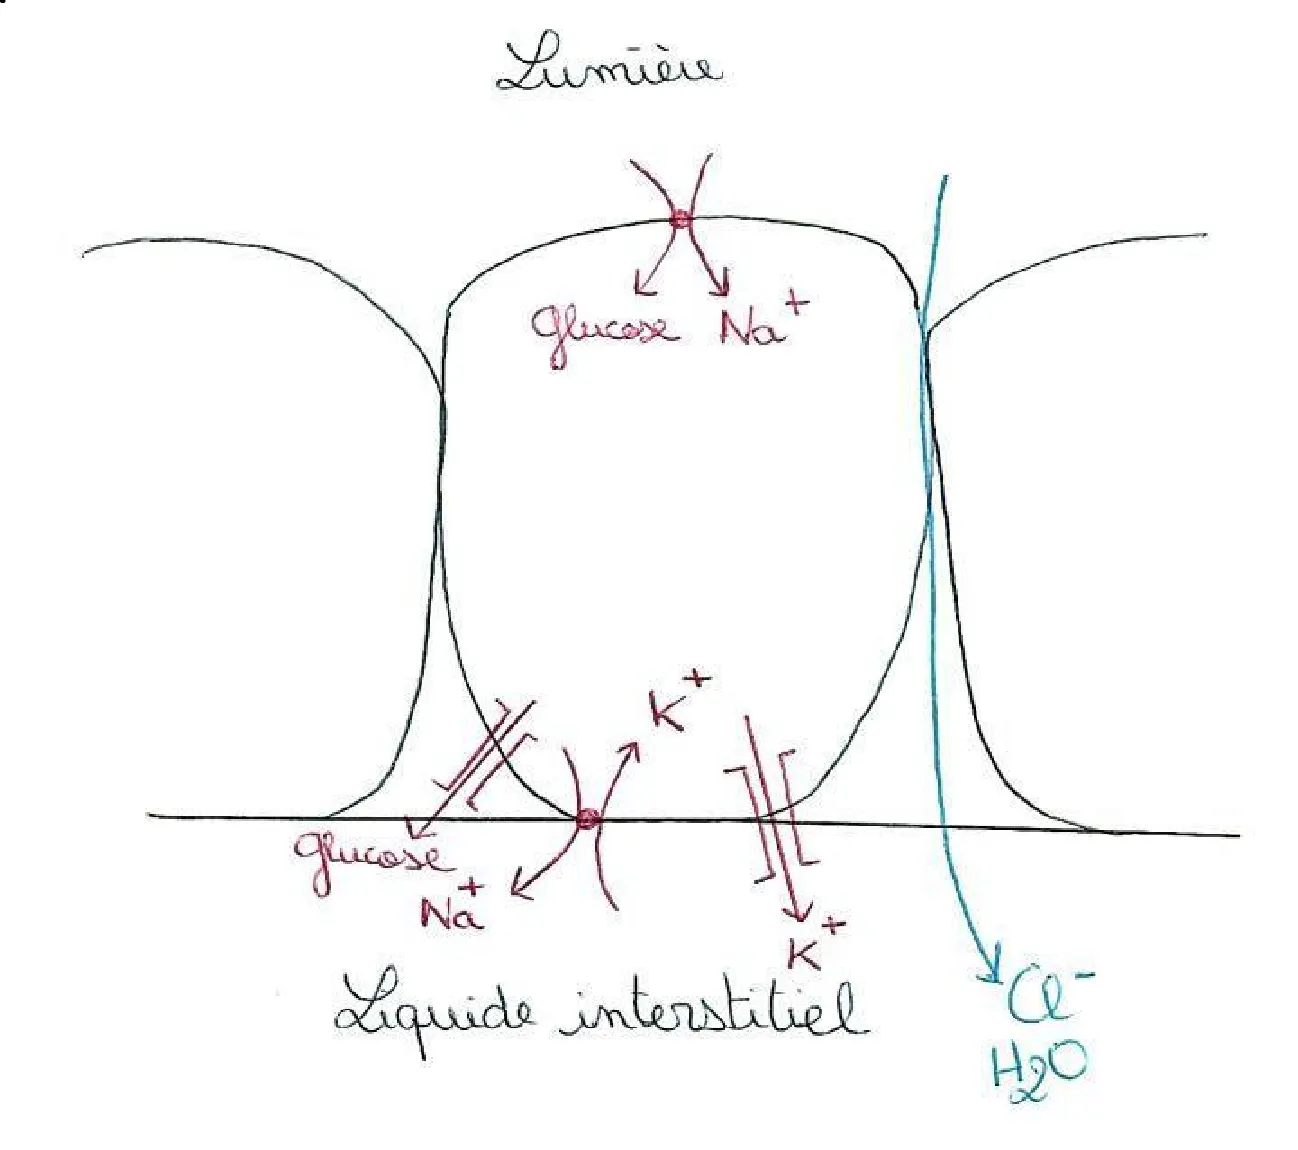 Lumière
Glucose Na+
K+
Glucose
Na+
K+
Liquide interstitiel
Cl-
H2O